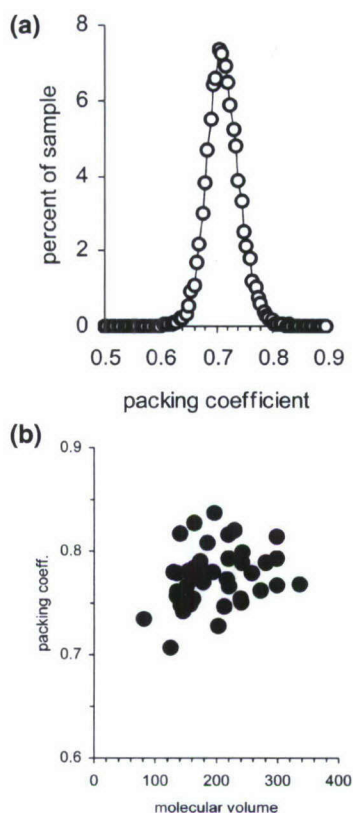 (a)
8
6
4
2
0
percent of sample
0.5 0.6 0.7 0.8 0.9
packing coefficient
(b)
0.9
0.8
0.7
0.6
packing coeff.
0 100 200 300 400
molecular volume